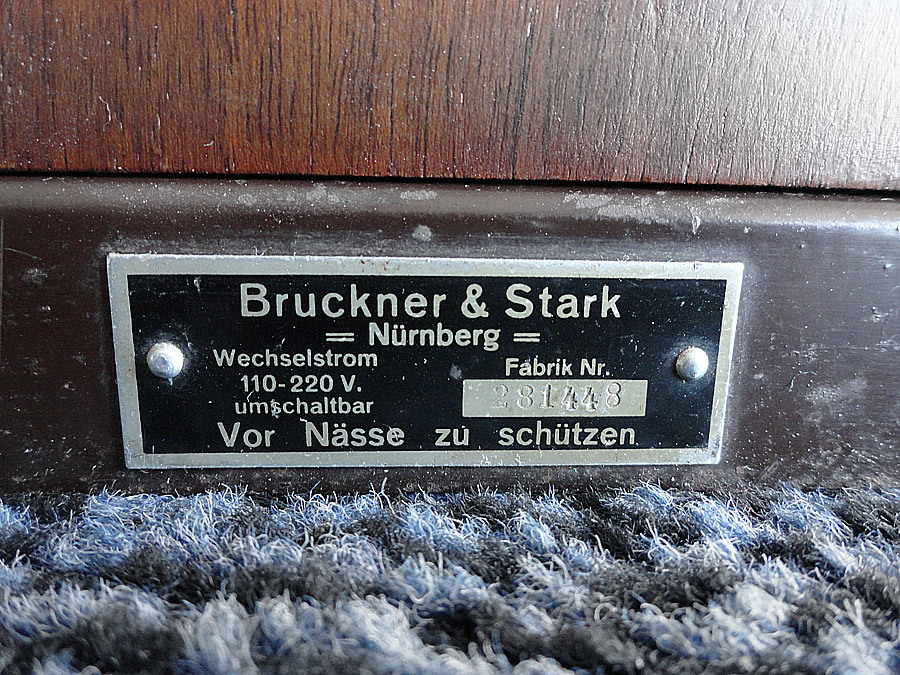 Bruckner & Stark
= Nürnberg =
Wechselstrom
110-220 V.
umschaltbar
Fabrik Nr.
281448
Vor Nässe zu schützen